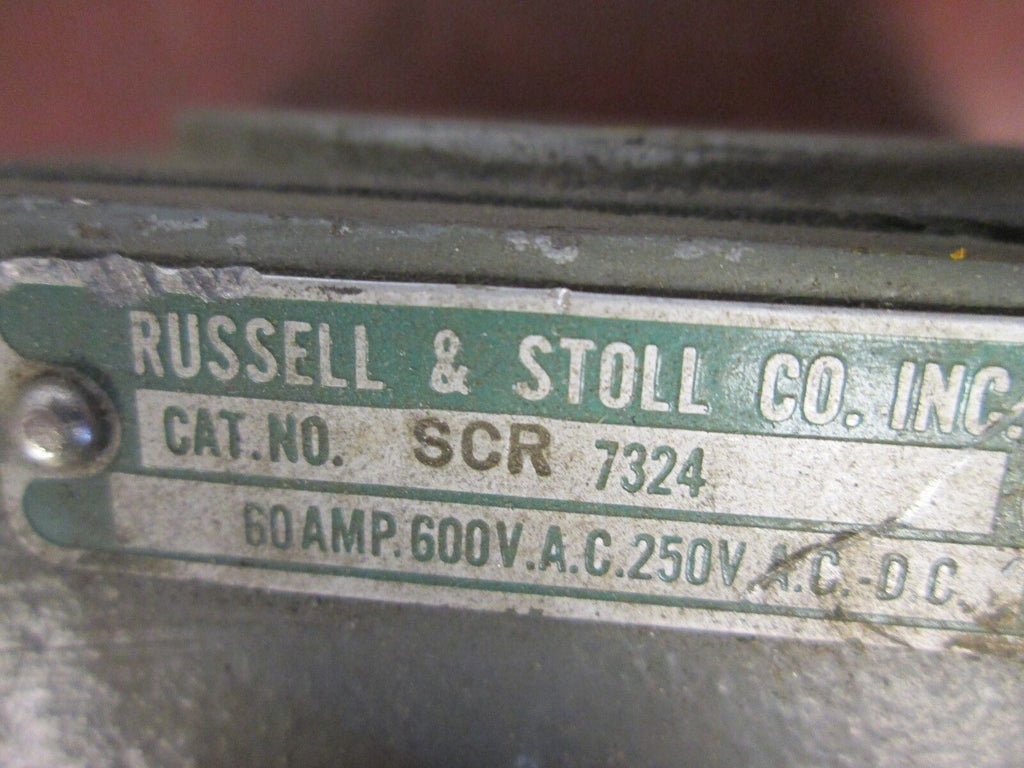 RUSSELL & STOLL CO. INC.
CAT.NO. SCR 7324
60 AMP. 600V.A.C. 250V.A.C.-D.C.